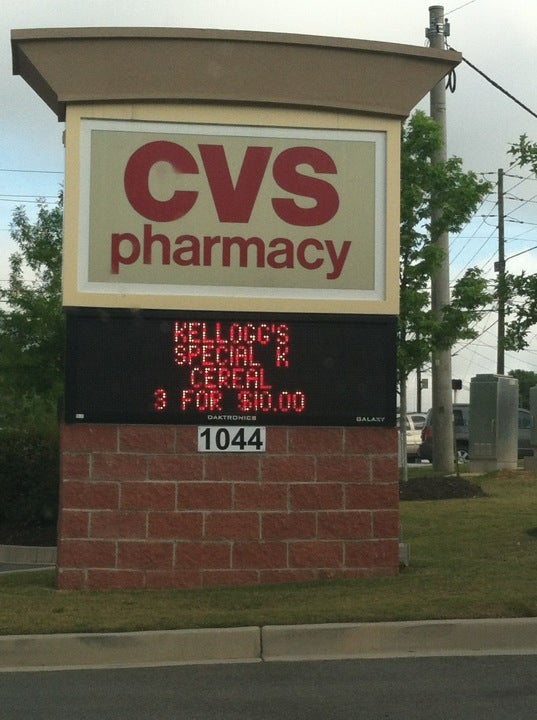 CVS
pharmacy
KELLOGG'S
SPECIAL K
CEREAL
3 FOR $10.00
DAKTRONICS GALAXY
1044